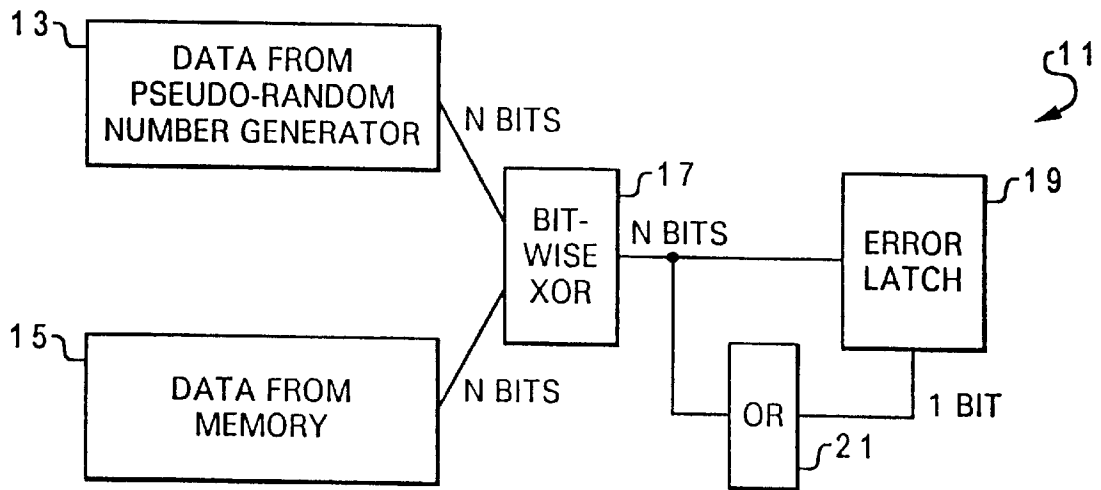 13
DATA FROM
PSEUDO-RANDOM
NUMBER GENERATOR
N BITS
11
17
BIT-
WISE
XOR
N BITS
19
ERROR
LATCH
15
DATA FROM
MEMORY
N BITS
OR
1 BIT
21